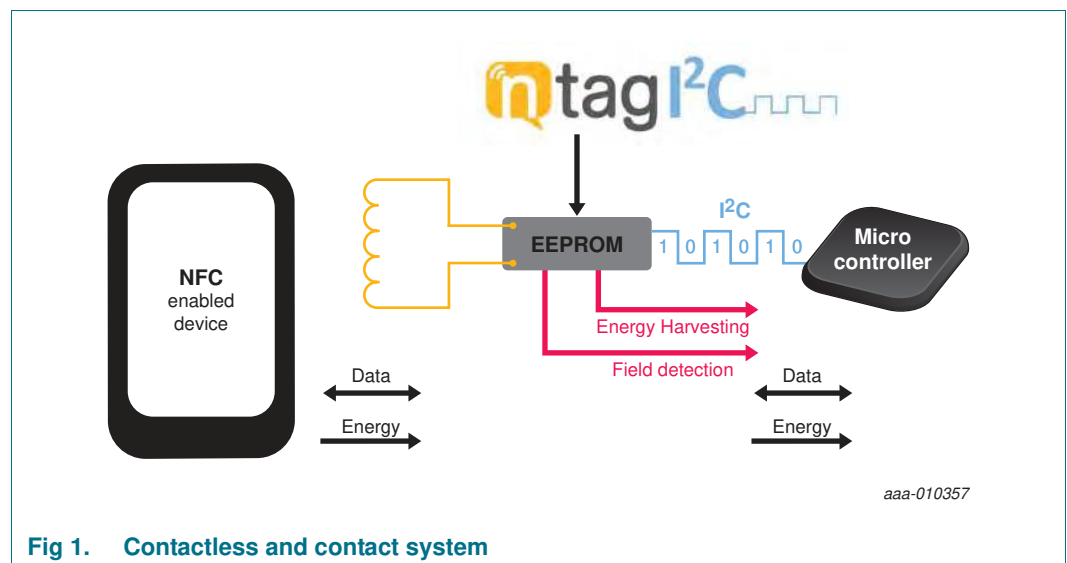 ntag I²C
NFC
enabled
device
EEPROM
I²C
1 0 1 0 1 0
Micro
controller
Energy Harvesting
Field detection
Data
Energy
Data
Energy
aaa-010357
Fig 1. Contactless and contact system